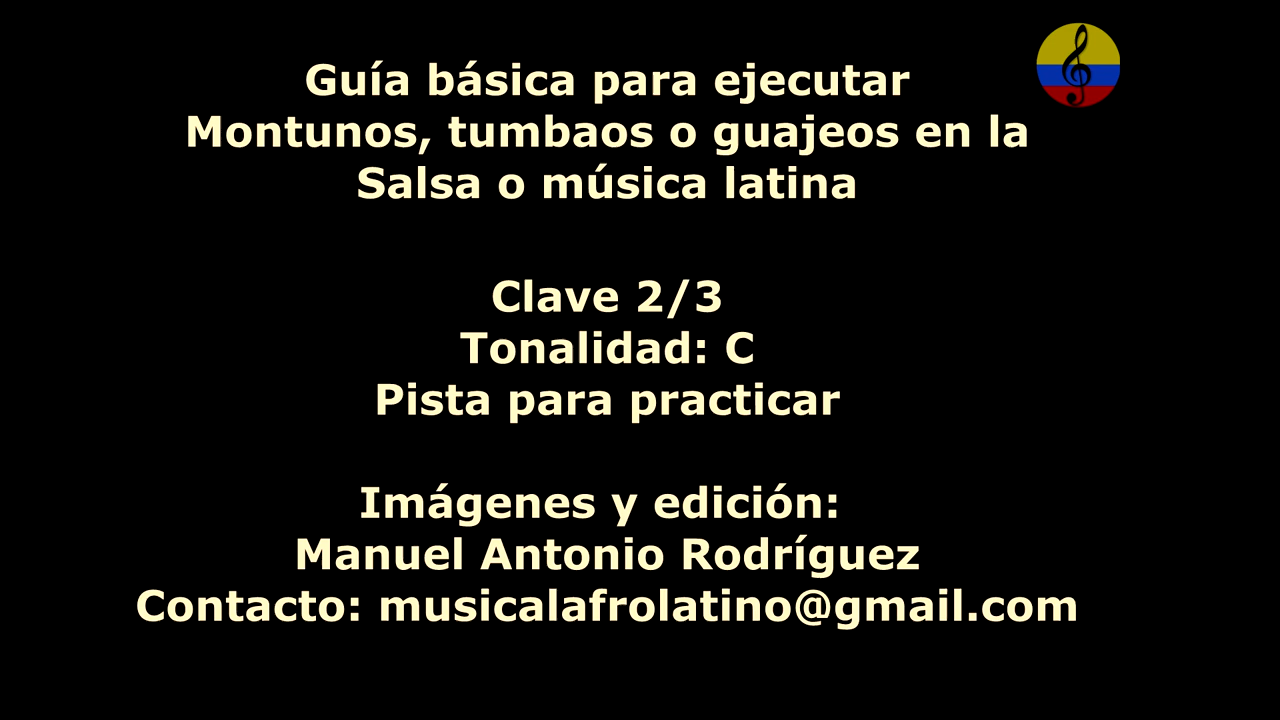 Guía básica para ejecutar
Montunos, tumbaos o guajeos en la
Salsa o música latina
Clave 2/3
Tonalidad: C
Pista para practicar
Imágenes y edición:
Manuel Antonio Rodríguez
Contacto: musicalafrolatino@gmail.com